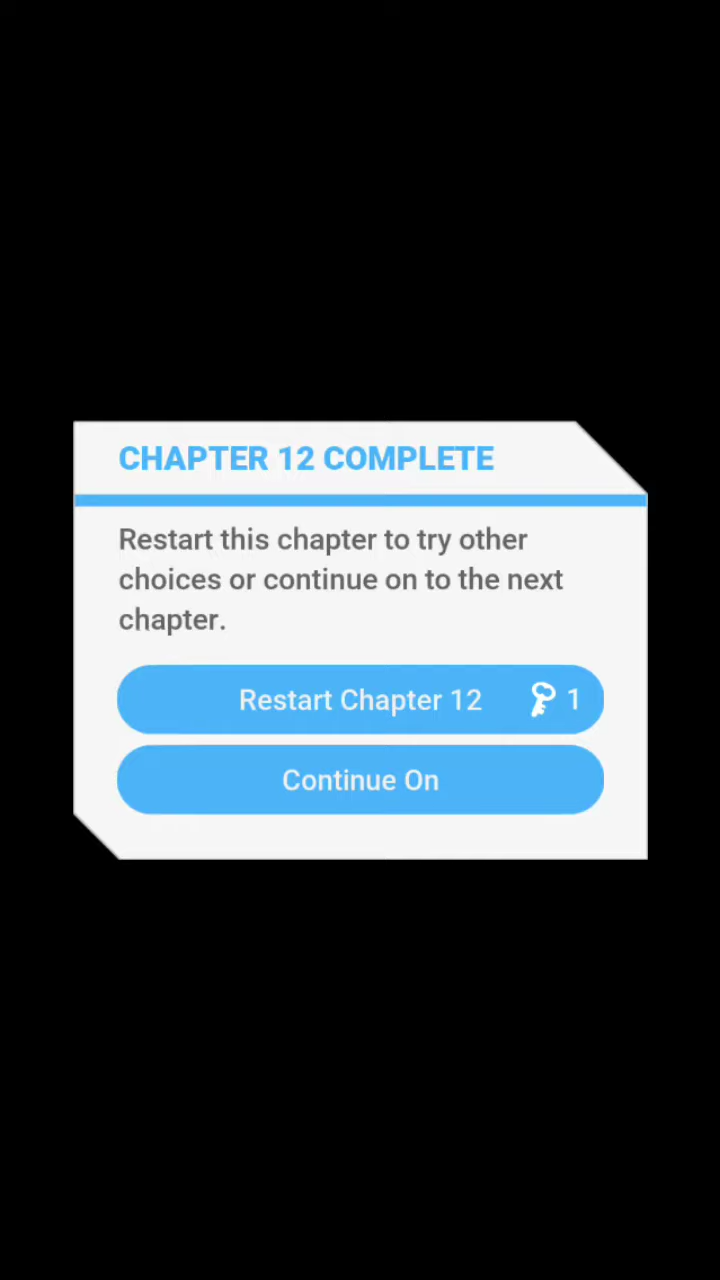 CHAPTER 12 COMPLETE
Restart this chapter to try other
choices or continue on to the next
chapter.
Restart Chapter 12 1
Continue On